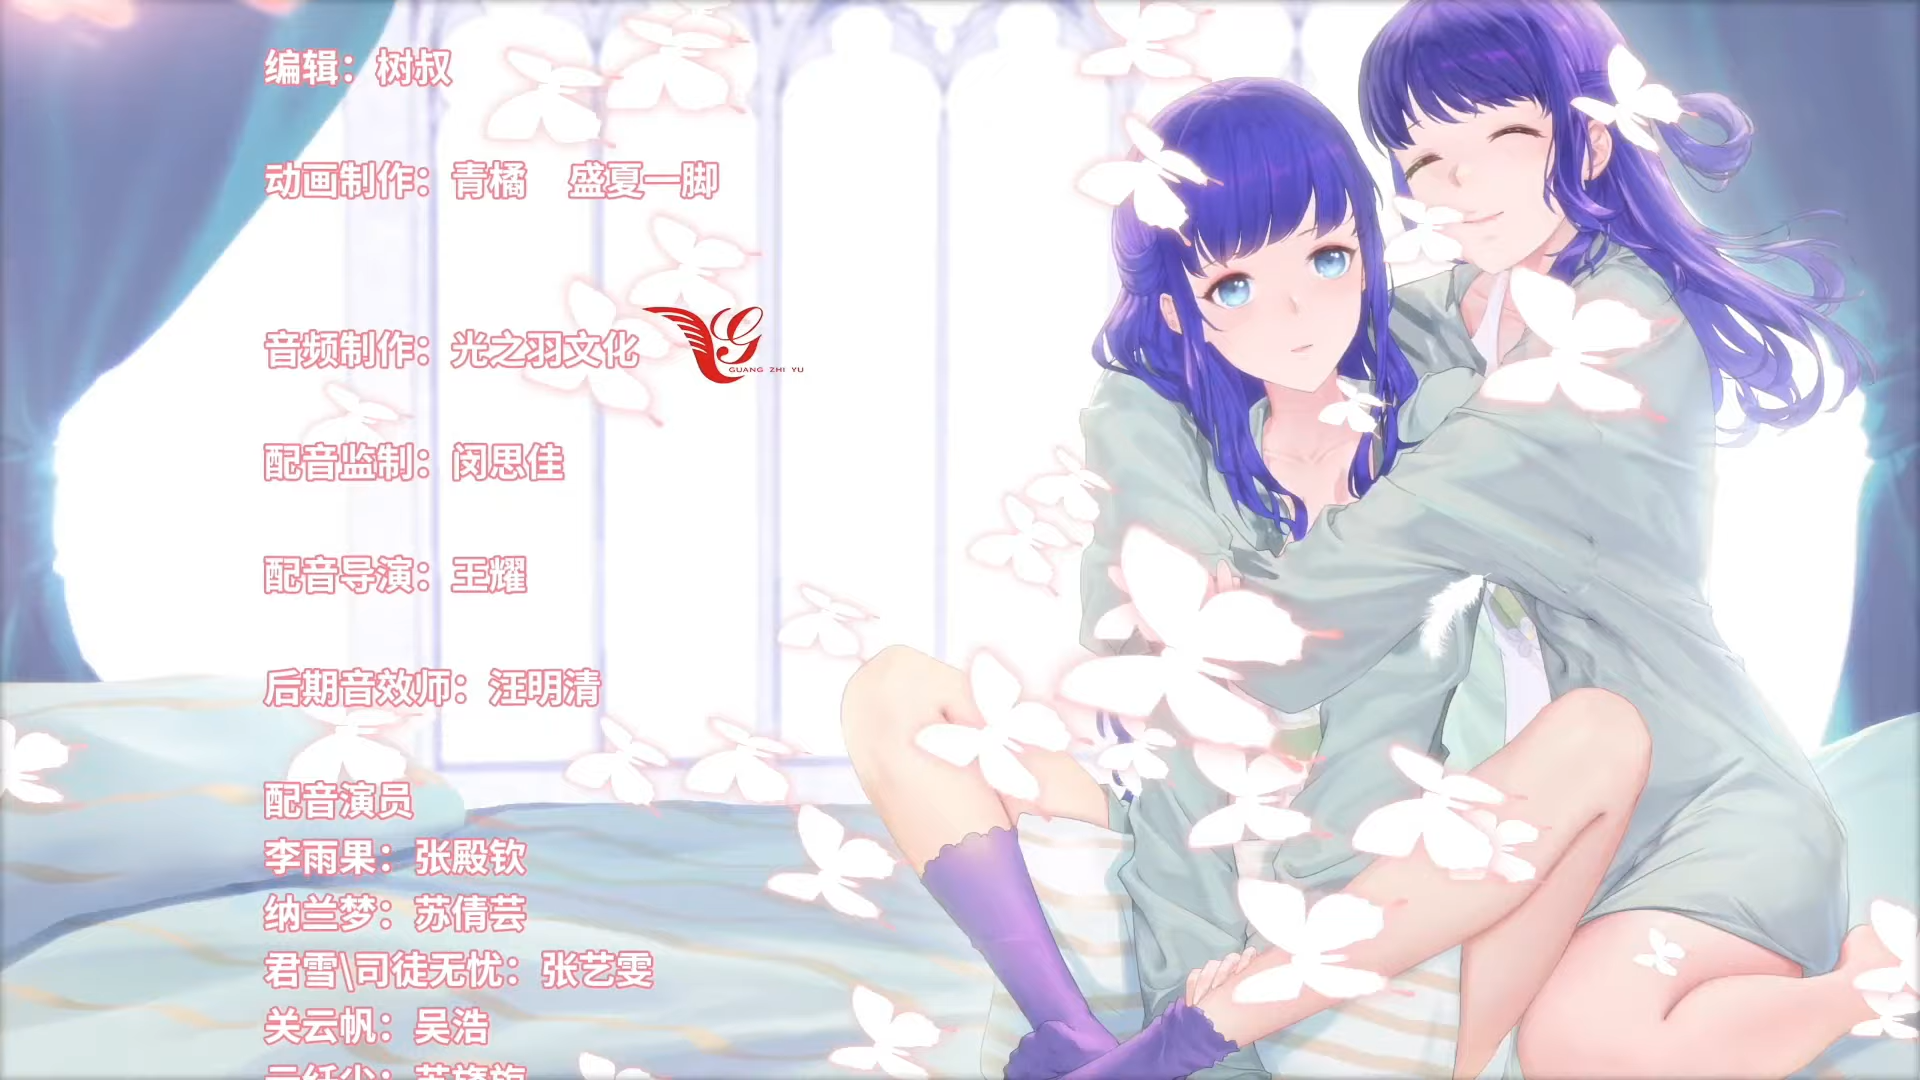 编辑：树叔
动画制作：青橘 盛夏一脚
音频制作：光之羽文化
GUANG ZHI YU
配音监制：闵思佳
配音导演：王耀
后期音效师：汪明清
配音演员
李雨果：张殿钦
纳兰梦：苏倩芸
君雪\司徒无忧：张艺雯
关云帆：吴浩